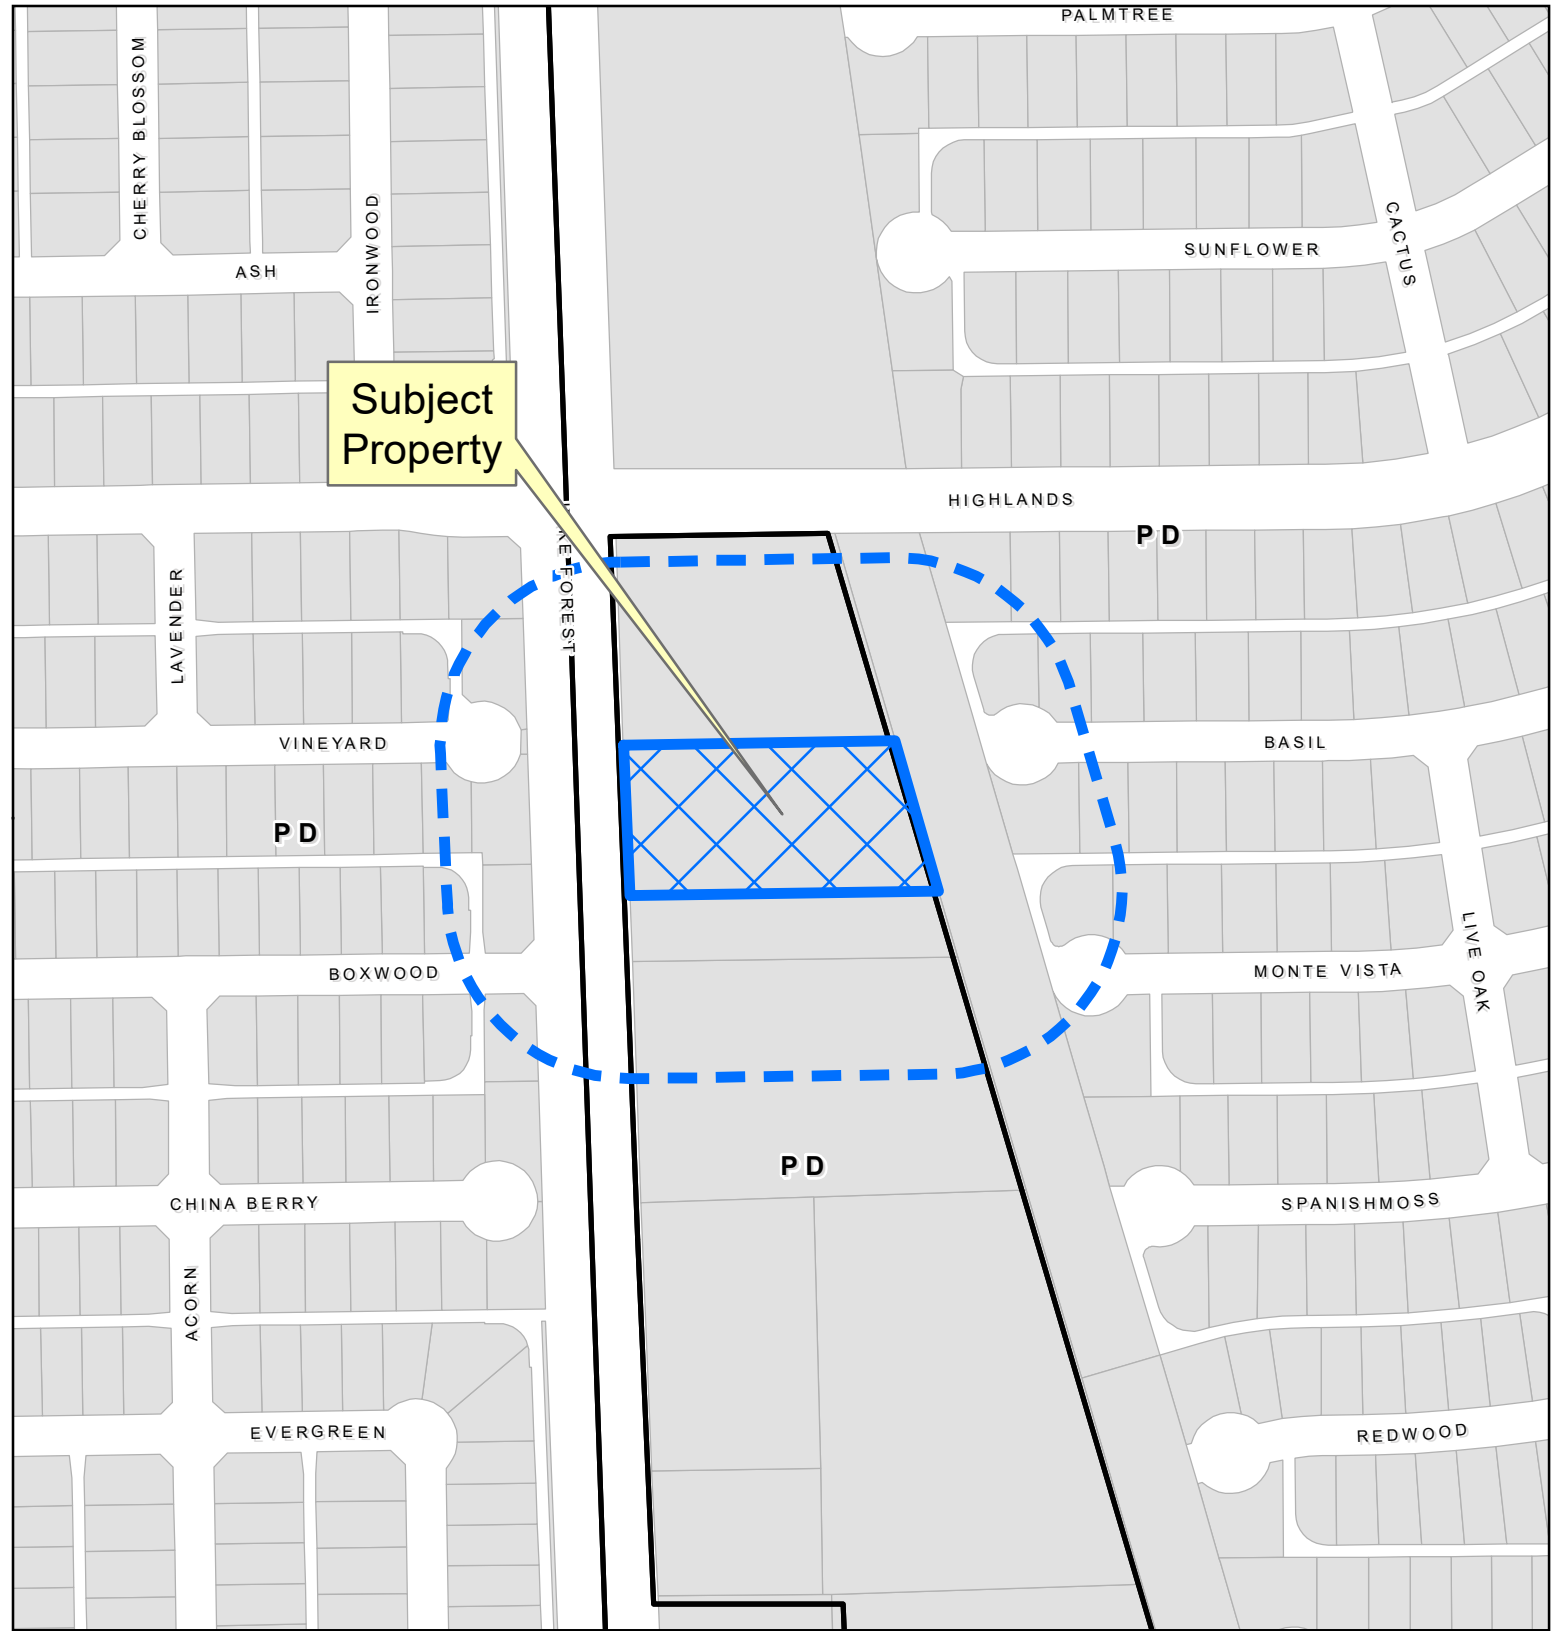 PALMTREE
CHERRY BLOSSOM
IRONWOOD
CACTUS
SUNFLOWER
ASH
Subject
Property
HIGHLANDS
PD
FOREST
LAVENDER
VINEYARD
BASIL
PD
LIVE OAK
BOXWOOD
MONTE VISTA
PD
CHINA BERRY
SPANISHMOSS
ACORN
EVERGREEN
REDWOOD